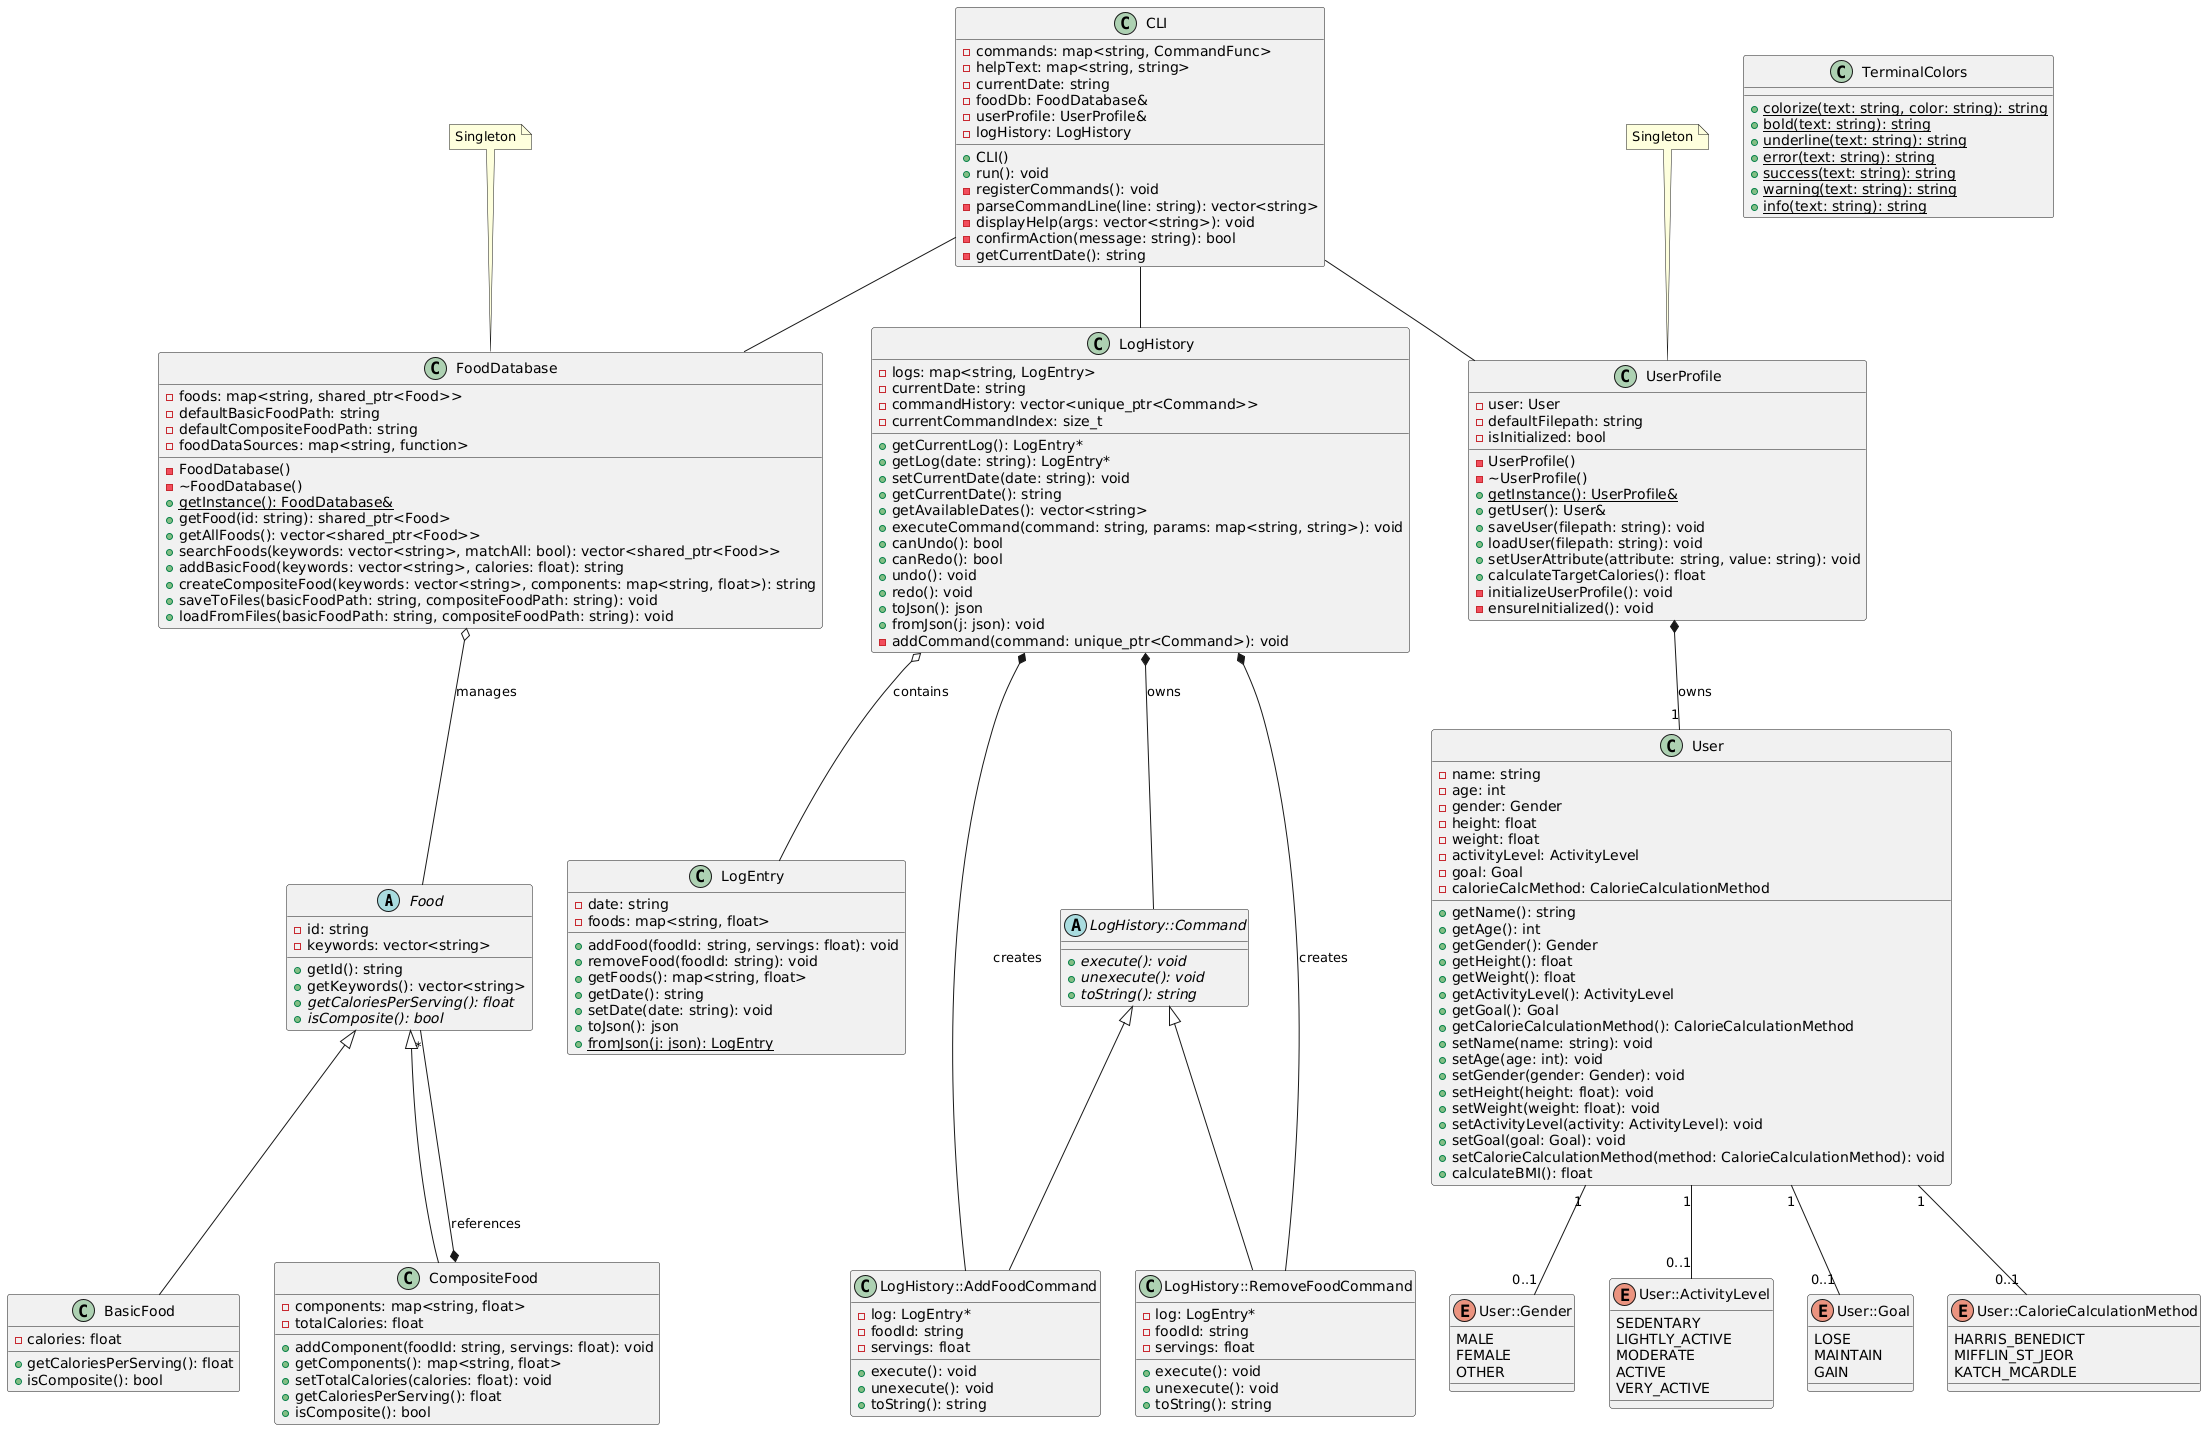 CLI
commands: map<string, CommandFunc>
helpText: map<string, string>
currentDate: string
foodDb: FoodDatabase&
userProfile: UserProfile&
logHistory: LogHistory
CLI()
run(): void
registerCommands(): void
parseCommandLine(line: string): vector<string>
displayHelp(args: vector<string>): void
confirmAction(message: string): bool
getCurrentDate(): string
TerminalColors
colorize(text: string, color: string): string
bold(text: string): string
underline(text: string): string
error(text: string): string
success(text: string): string
warning(text: string): string
info(text: string): string
Singleton
Singleton
FoodDatabase
foods: map<string, shared_ptr<Food>>
defaultBasicFoodPath: string
defaultCompositeFoodPath: string
foodDataSources: map<string, function>
FoodDatabase()
~FoodDatabase()
getInstance(): FoodDatabase&
getFood(id: string): shared_ptr<Food>
getAllFoods(): vector<shared_ptr<Food>>
searchFoods(keywords: vector<string>, matchAll: bool): vector<shared_ptr<Food>>
addBasicFood(keywords: vector<string>, calories: float): string
createCompositeFood(keywords: vector<string>, components: map<string, float>): string
saveToFiles(basicFoodPath: string, compositeFoodPath: string): void
loadFromFiles(basicFoodPath: string, compositeFoodPath: string): void
LogHistory
logs: map<string, LogEntry>
currentDate: string
commandHistory: vector<unique_ptr<Command>>
currentCommandIndex: size_t
getCurrentLog(): LogEntry*
getLog(date: string): LogEntry*
setCurrentDate(date: string): void
getCurrentDate(): string
getAvailableDates(): vector<string>
executeCommand(command: string, params: map<string, string>): void
canUndo(): bool
canRedo(): bool
undo(): void
redo(): void
toJson(): json
fromJson(j: json): void
addCommand(command: unique_ptr<Command>): void
UserProfile
user: User
defaultFilepath: string
isInitialized: bool
UserProfile()
~UserProfile()
getInstance(): UserProfile&
getUser(): User&
saveUser(filepath: string): void
loadUser(filepath: string): void
setUserAttribute(attribute: string, value: string): void
calculateTargetCalories(): float
initializeUserProfile(): void
ensureInitialized(): void
manages
contains
owns
owns
1
User
name: string
age: int
gender: Gender
height: float
weight: float
activityLevel: ActivityLevel
goal: Goal
calorieCalcMethod: CalorieCalculationMethod
getName(): string
getAge(): int
getGender(): Gender
getHeight(): float
getWeight(): float
getActivityLevel(): ActivityLevel
getGoal(): Goal
getCalorieCalculationMethod(): CalorieCalculationMethod
setName(name: string): void
setAge(age: int): void
setGender(gender: Gender): void
setHeight(height: float): void
setWeight(weight: float): void
setActivityLevel(activity: ActivityLevel): void
setGoal(goal: Goal): void
setCalorieCalculationMethod(method: CalorieCalculationMethod): void
calculateBMI(): float
Food
id: string
keywords: vector<string>
getId(): string
getKeywords(): vector<string>
getCaloriesPerServing(): float
isComposite(): bool
LogEntry
date: string
foods: map<string, float>
addFood(foodId: string, servings: float): void
removeFood(foodId: string): void
getFoods(): map<string, float>
getDate(): string
setDate(date: string): void
toJson(): json
fromJson(j: json): LogEntry
creates
LogHistory::Command
execute(): void
unexecute(): void
toString(): string
creates
*
references
1
1
1
1
0..1
0..1
0..1
0..1
BasicFood
calories: float
getCaloriesPerServing(): float
isComposite(): bool
CompositeFood
components: map<string, float>
totalCalories: float
addComponent(foodId: string, servings: float): void
getComponents(): map<string, float>
setTotalCalories(calories: float): void
getCaloriesPerServing(): float
isComposite(): bool
LogHistory::AddFoodCommand
log: LogEntry*
foodId: string
servings: float
execute(): void
unexecute(): void
toString(): string
LogHistory::RemoveFoodCommand
log: LogEntry*
foodId: string
servings: float
execute(): void
unexecute(): void
toString(): string
User::Gender
MALE
FEMALE
OTHER
User::ActivityLevel
SEDENTARY
LIGHTLY_ACTIVE
MODERATE
ACTIVE
VERY_ACTIVE
User::Goal
LOSE
MAINTAIN
GAIN
User::CalorieCalculationMethod
HARRIS_BENEDICT
MIFFLIN_ST_JEOR
KATCH_MCARDLE